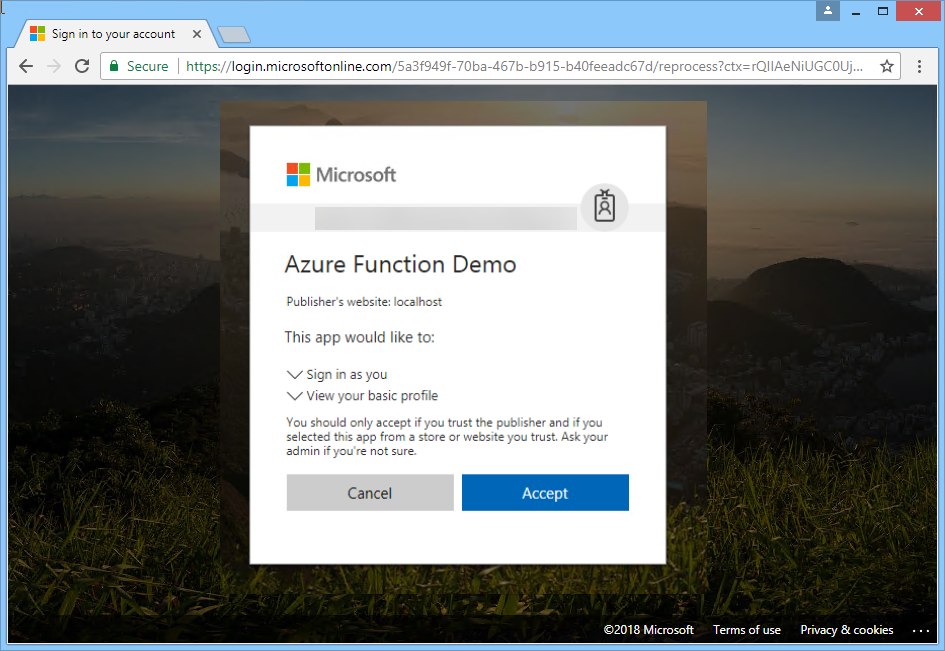 Sign in to your account
Secure https://login.microsoftonline.com/5a3f949f-70ba-467b-b915-b40feeadc67d/reprocess?ctx=rQIIAeNiUGC0Uj...
Microsoft
Azure Function Demo
Publisher's website: localhost
This app would like to:
Sign in as you
View your basic profile
You should only accept if you trust the publisher and if you
selected this app from a store or website you trust. Ask your
admin if you're not sure.
Cancel Accept
©2018 Microsoft Terms of use Privacy & cookies ...